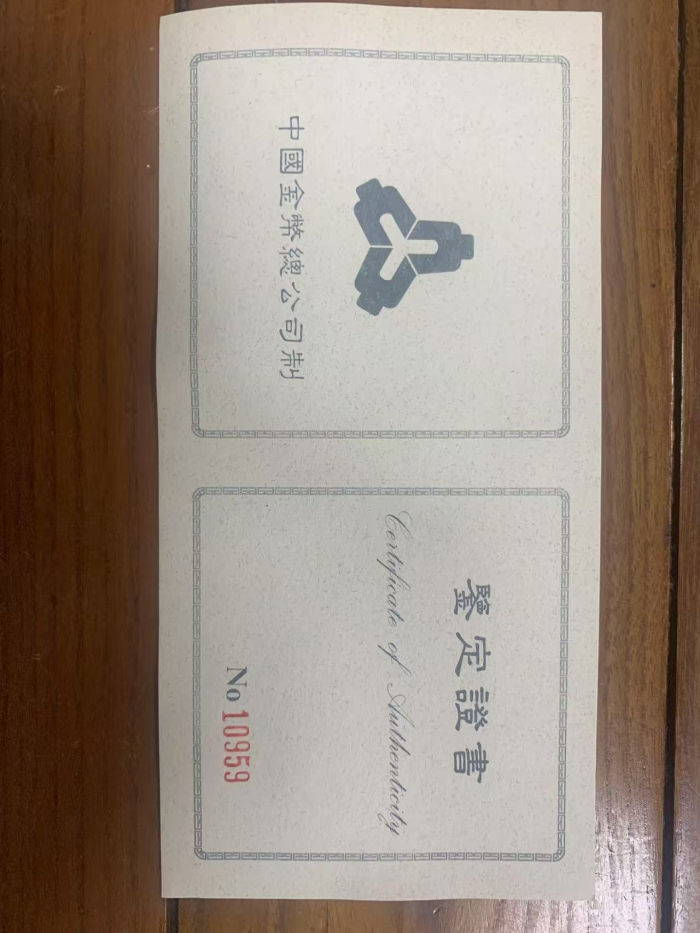 中國金幣總公司制
鑒定證書
Certificate of Authenticity
No 10959